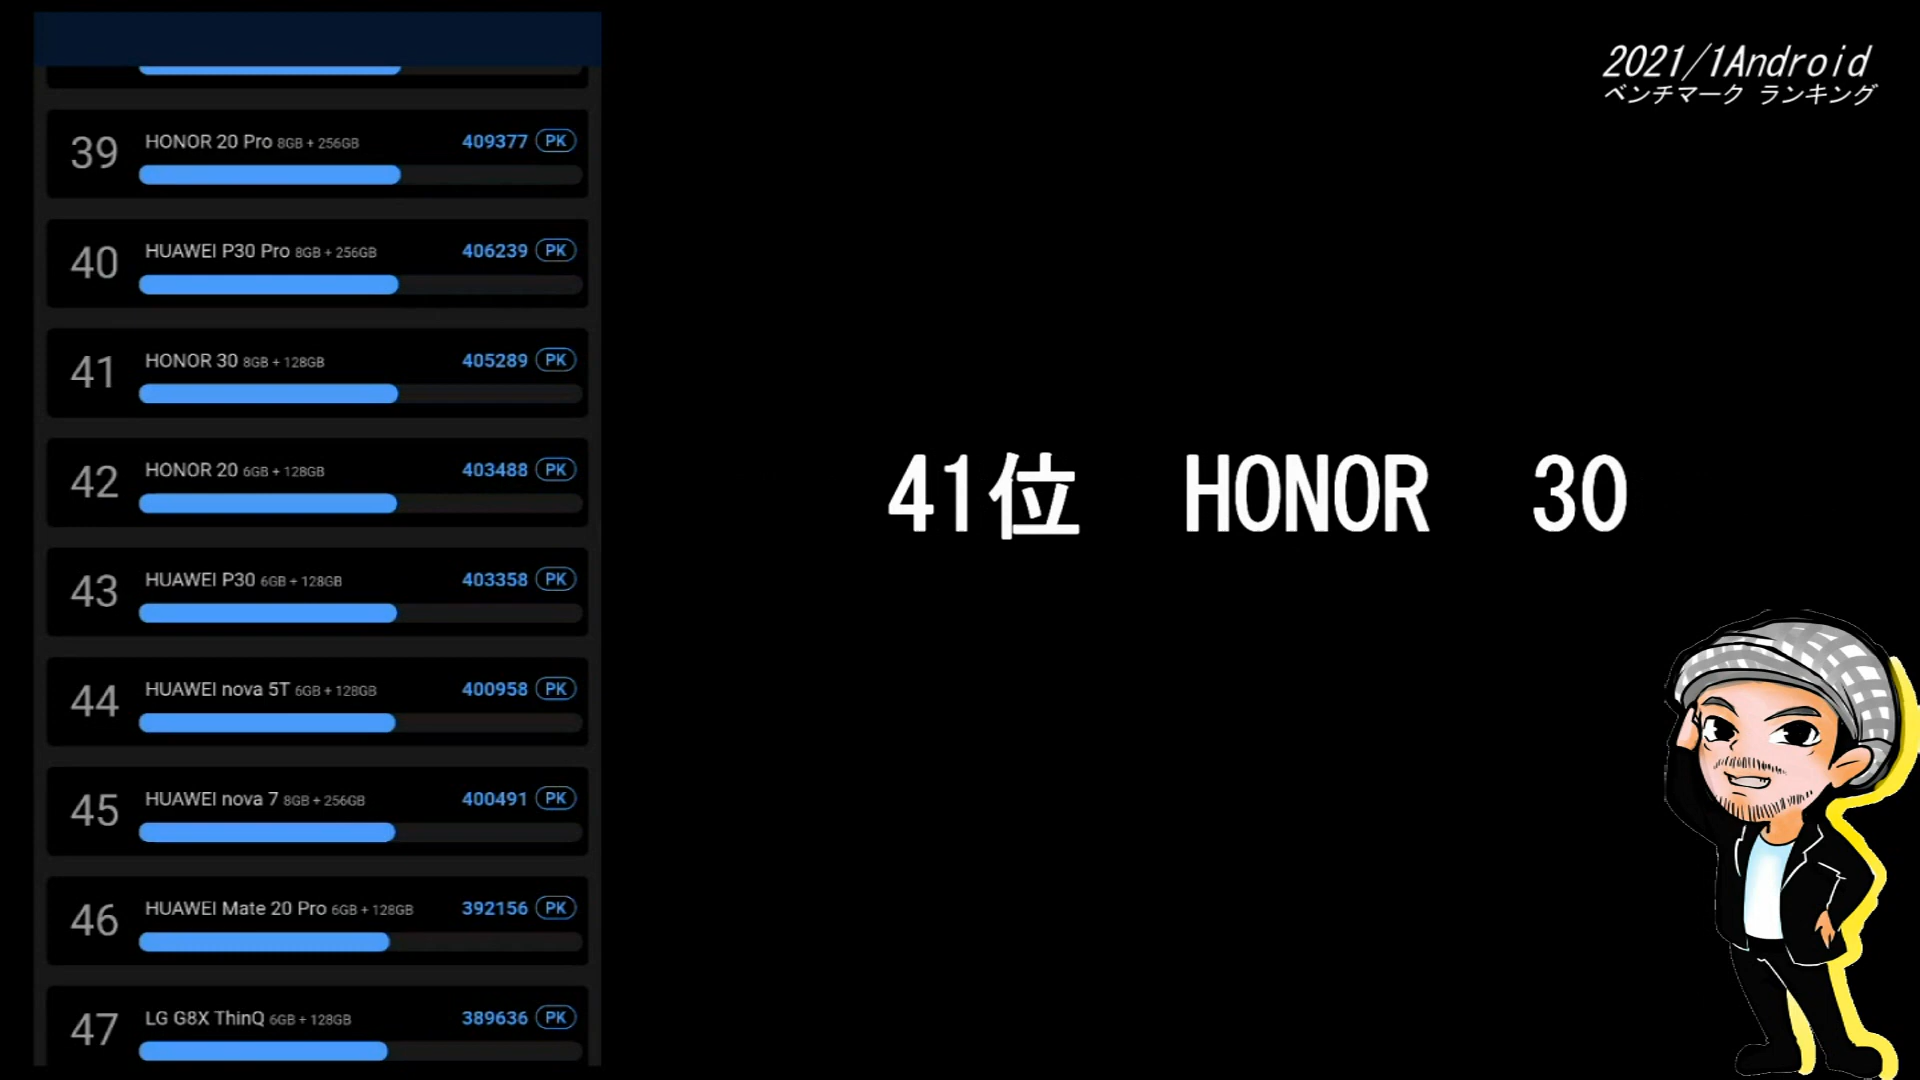 39 HONOR 20 Pro 8GB + 256GB 409377 PK
40 HUAWEI P30 Pro 8GB + 256GB 406239 PK
41 HONOR 30 8GB + 128GB 405289 PK
42 HONOR 20 6GB + 128GB 403488 PK
43 HUAWEI P30 6GB + 128GB 403358 PK
44 HUAWEI nova 5T 6GB + 128GB 400958 PK
45 HUAWEI nova 7 8GB + 256GB 400491 PK
46 HUAWEI Mate 20 Pro 6GB + 128GB 392156 PK
47 LG G8X ThinQ 6GB + 128GB 389636 PK
2021/1Android
ベンチマーク ランキング
41位 HONOR 30